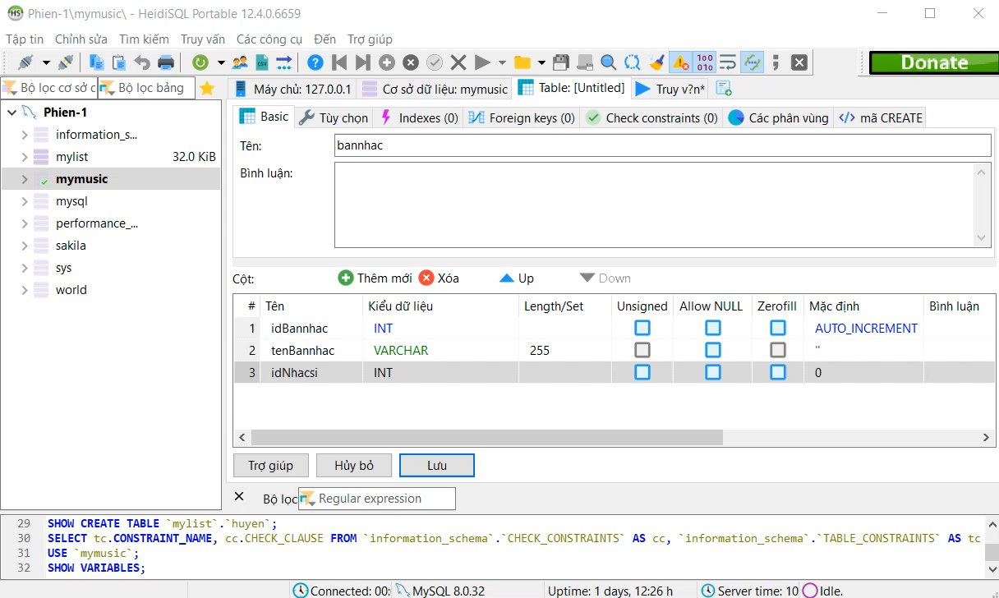 Phien-1\mymusic\ - HeidiSQL Portable 12.4.0.6659
Tập tin Chỉnh sửa Tìm kiếm Truy vấn Các công cụ Đến Trợ giúp
Donate
Bộ lọc cơ sở c Bộ lọc bảng
Máy chủ: 127.0.0.1 Cơ sở dữ liệu: mymusic Table: [Untitled] Truy v?n*
Phien-1
information_s...
mylist 32.0 KiB
mymusic
mysql
performance_...
sakila
sys
world
Basic Tùy chọn Indexes (0) Foreign keys (0) Check constraints (0) Các phân vùng mã CREATE
Tên: bannhac
Bình luận:
Cột: Thêm mới Xóa Up Down
# Tên Kiểu dữ liệu Length/Set Unsigned Allow NULL Zerofill Mặc định Bình luận
1 idBannhac INT AUTO_INCREMENT
2 tenBannhac VARCHAR 255 ''
3 idNhacsi INT 0
Trợ giúp Hủy bỏ Lưu
Bộ lọc Regular expression
29 SHOW CREATE TABLE `mylist`.`huyen`;
30 SELECT tc.CONSTRAINT_NAME, cc.CHECK_CLAUSE FROM `information_schema`.`CHECK_CONSTRAINTS` AS cc, `information_schema`.`TABLE_CONSTRAINTS` AS tc
31 USE `mymusic`;
32 SHOW VARIABLES;
Connected: 00: MySQL 8.0.32 Uptime: 1 days, 12:26 h Server time: 10 Idle.